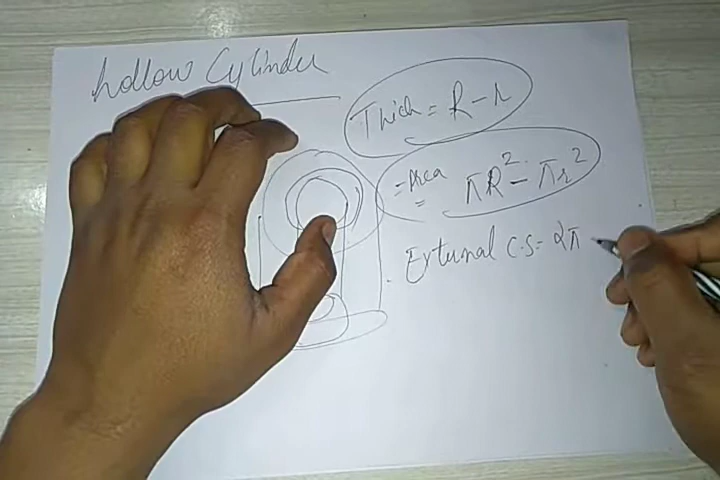 hollow Cylinder
Thick = R - r
= Area = πR² - πr²
External C.S = 2π